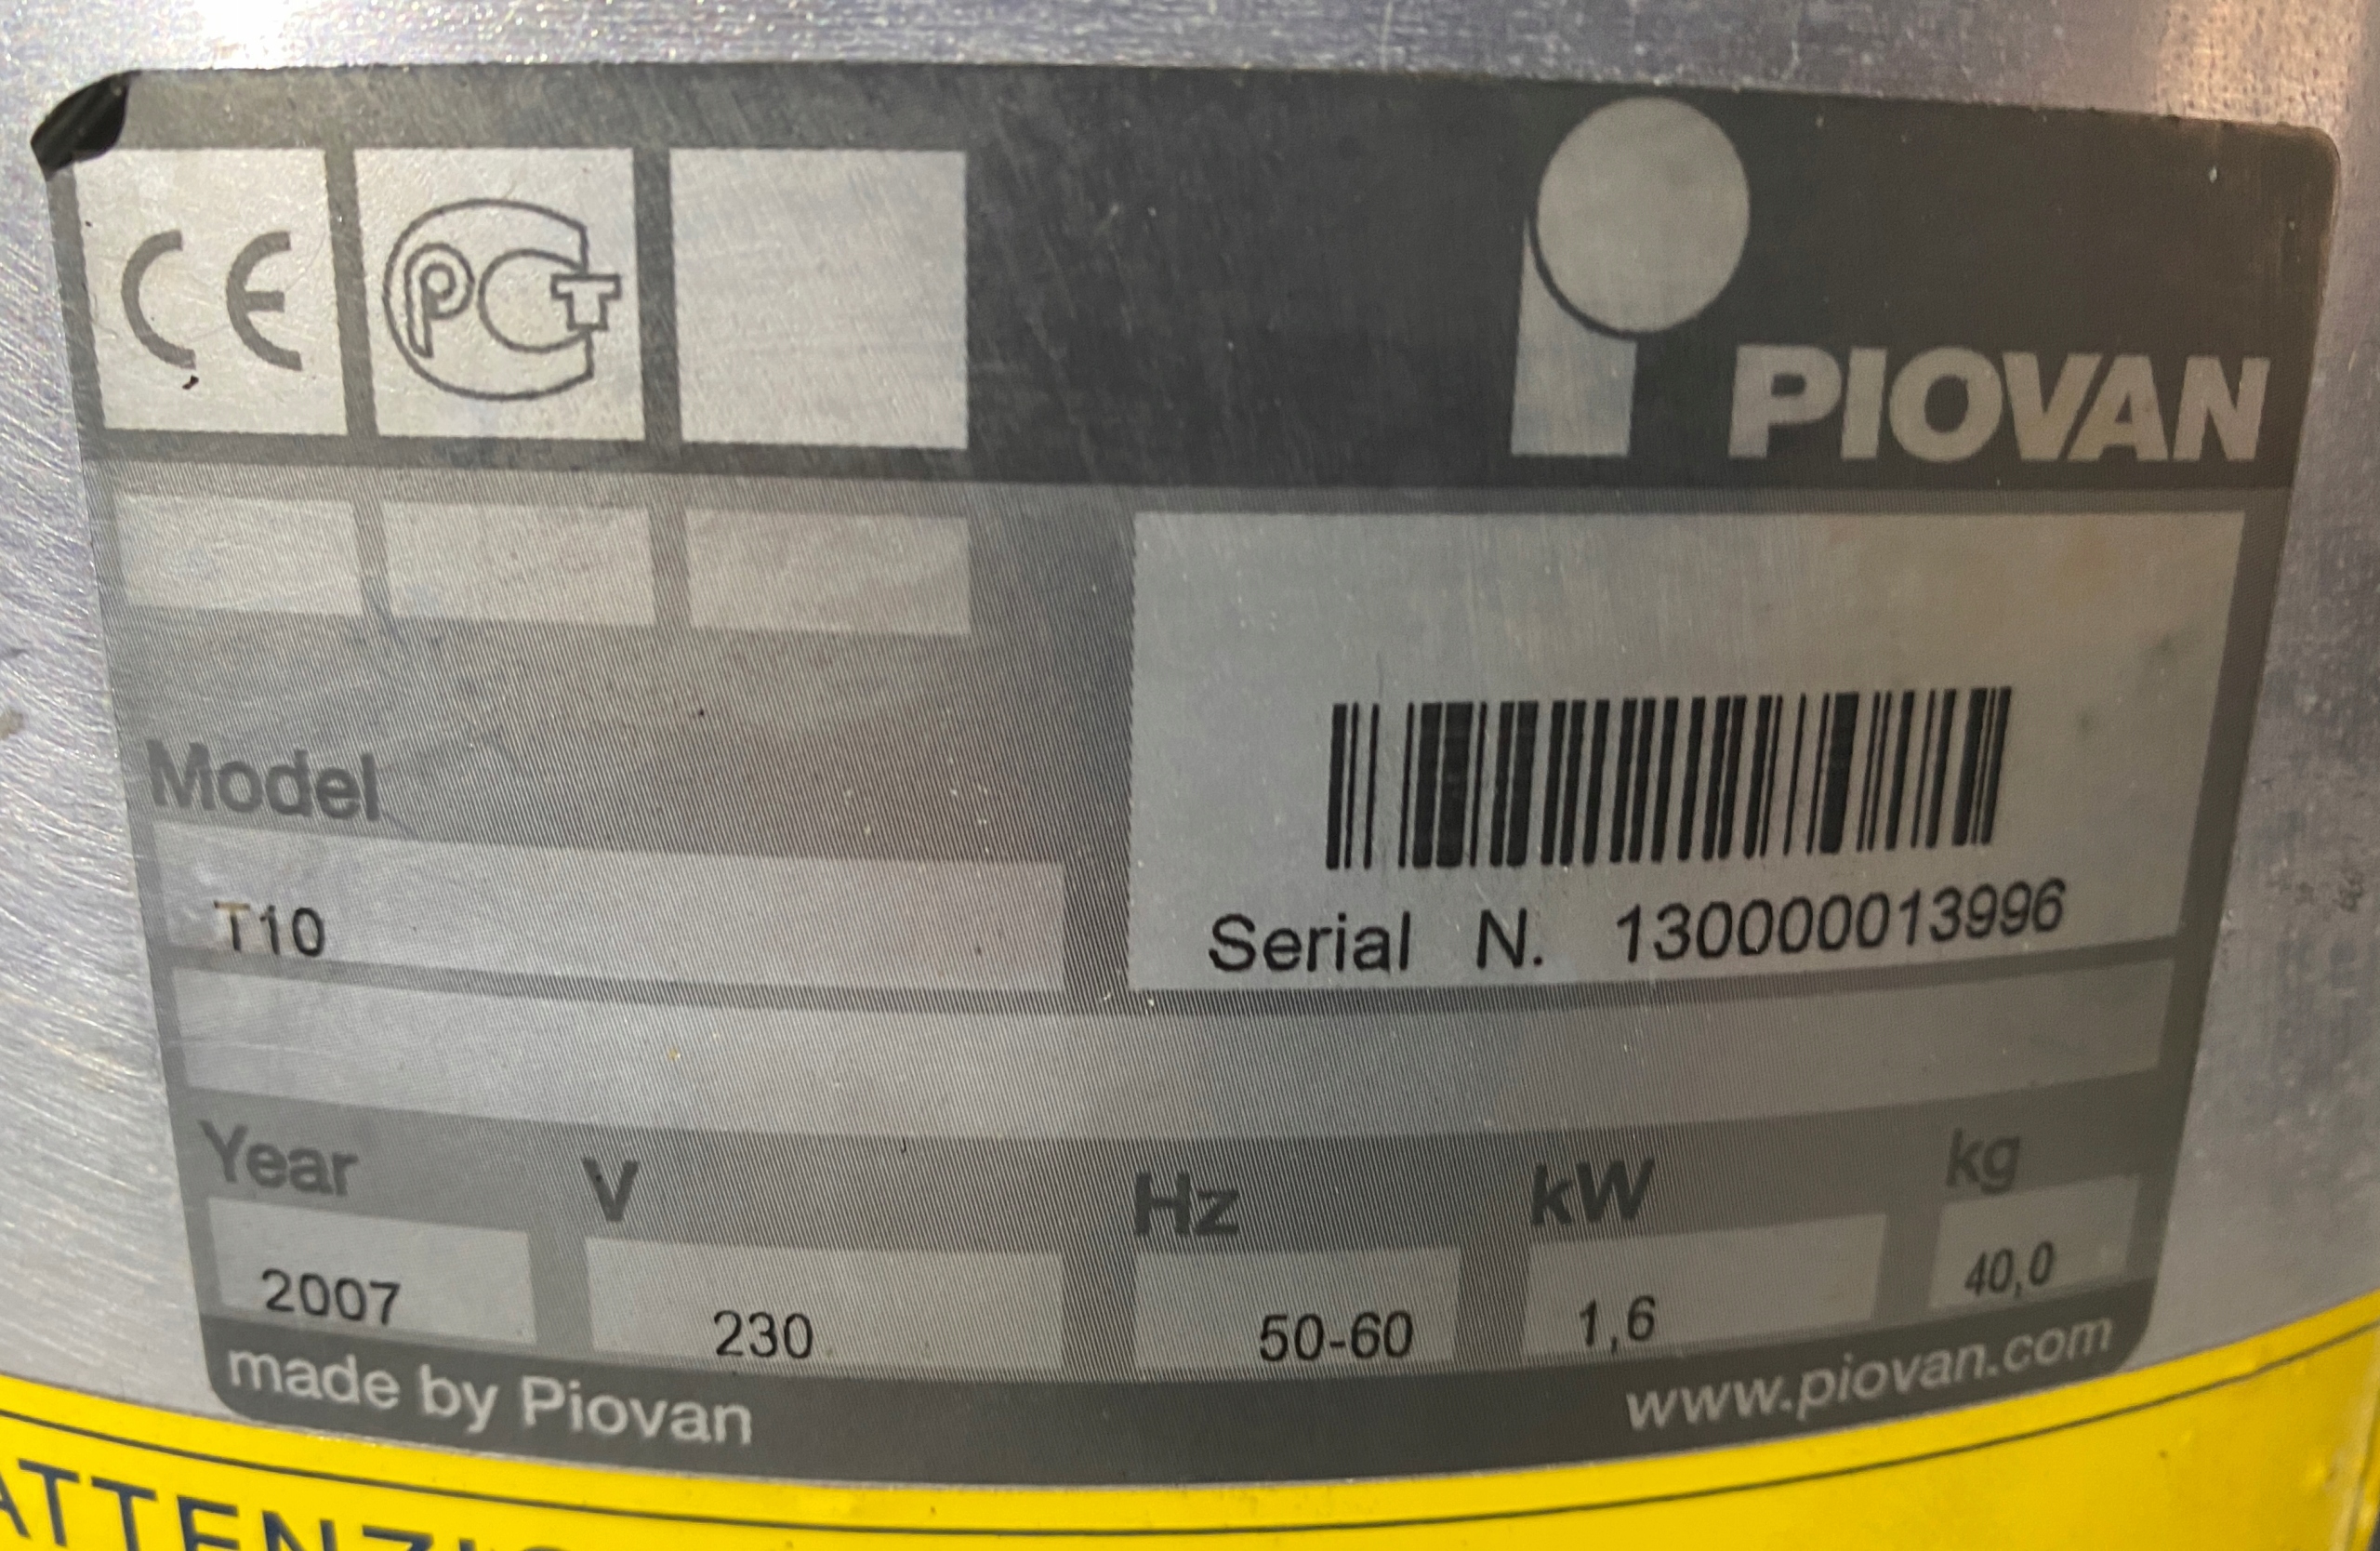 CE PCT
PIOVAN
Model
T10
Serial N. 130000013996
Year V Hz kW kg
2007 230 50-60 1,6 40,0
made by Piovan www.piovan.com